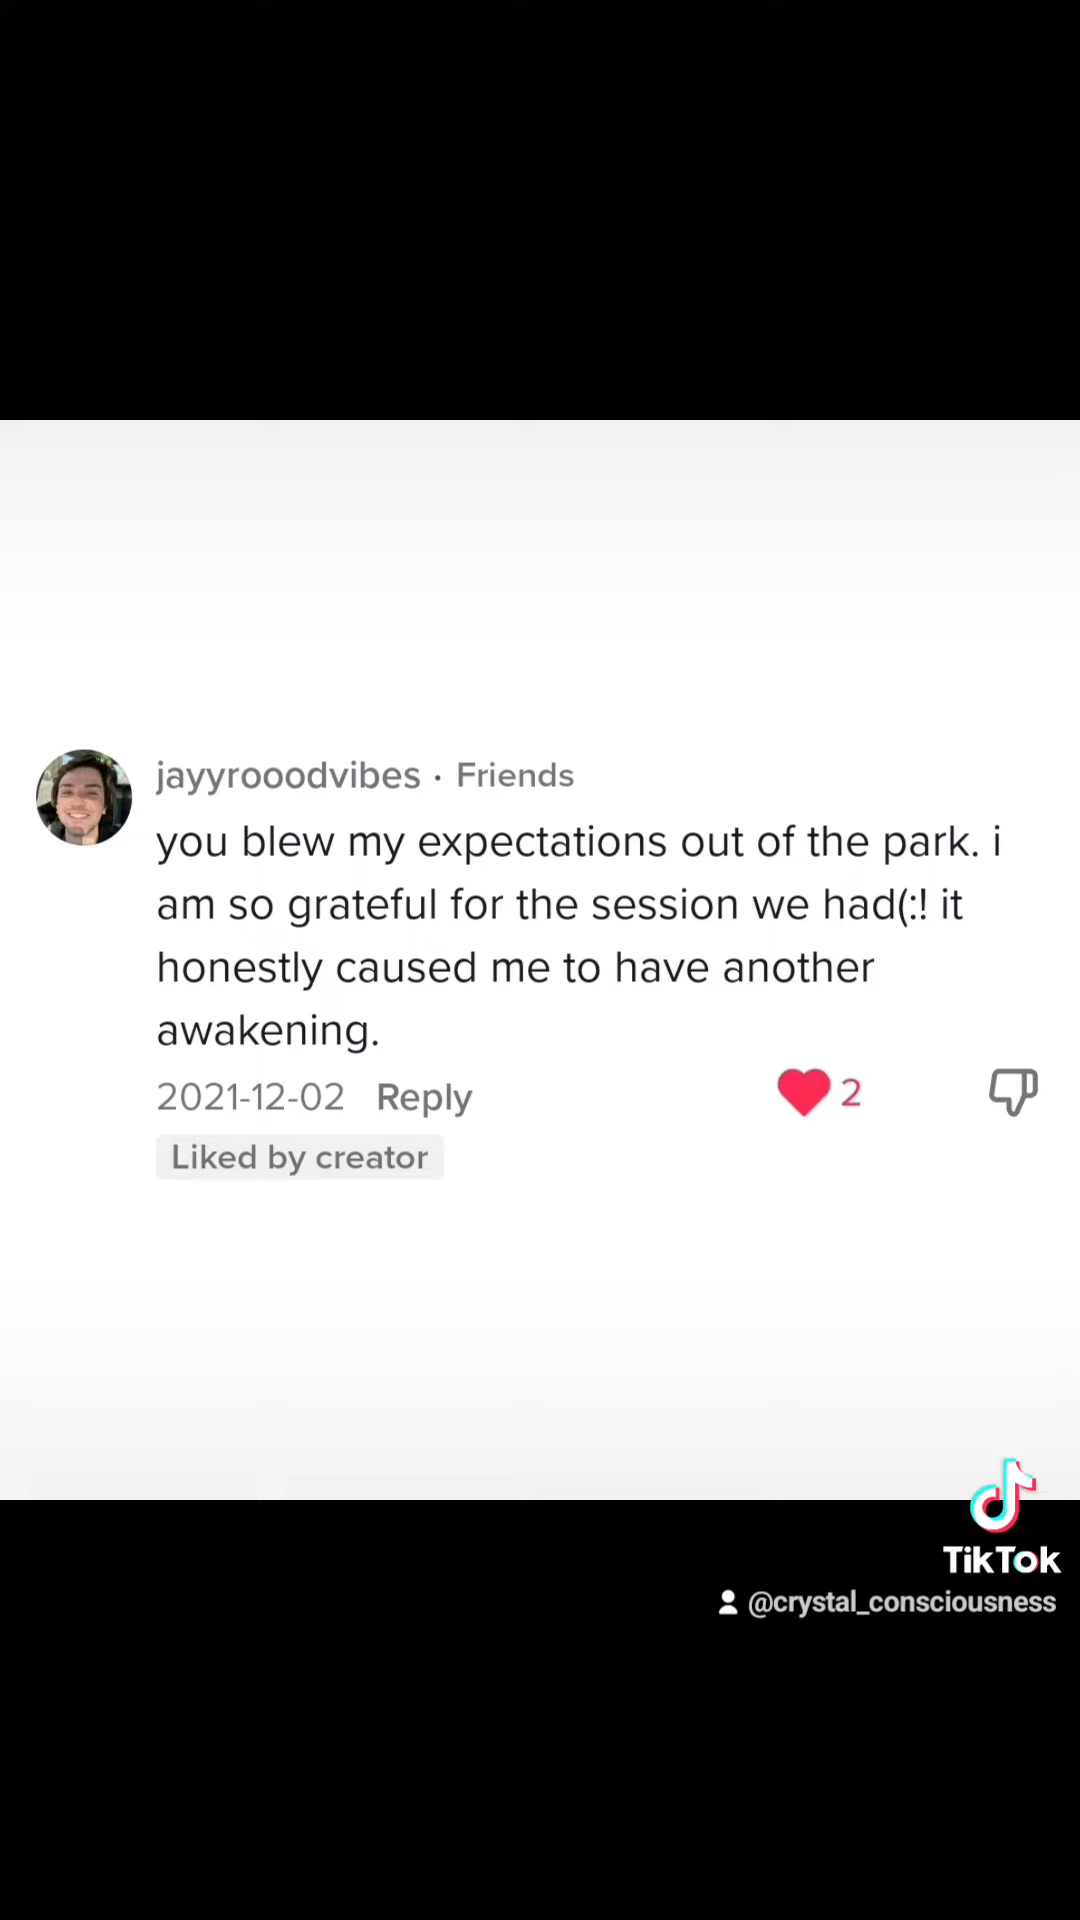 jayyrooodvibes · Friends
you blew my expectations out of the park. i
am so grateful for the session we had(:! it
honestly caused me to have another
awakening.
2021-12-02 Reply 2
Liked by creator
TikTok
@crystal_consciousness